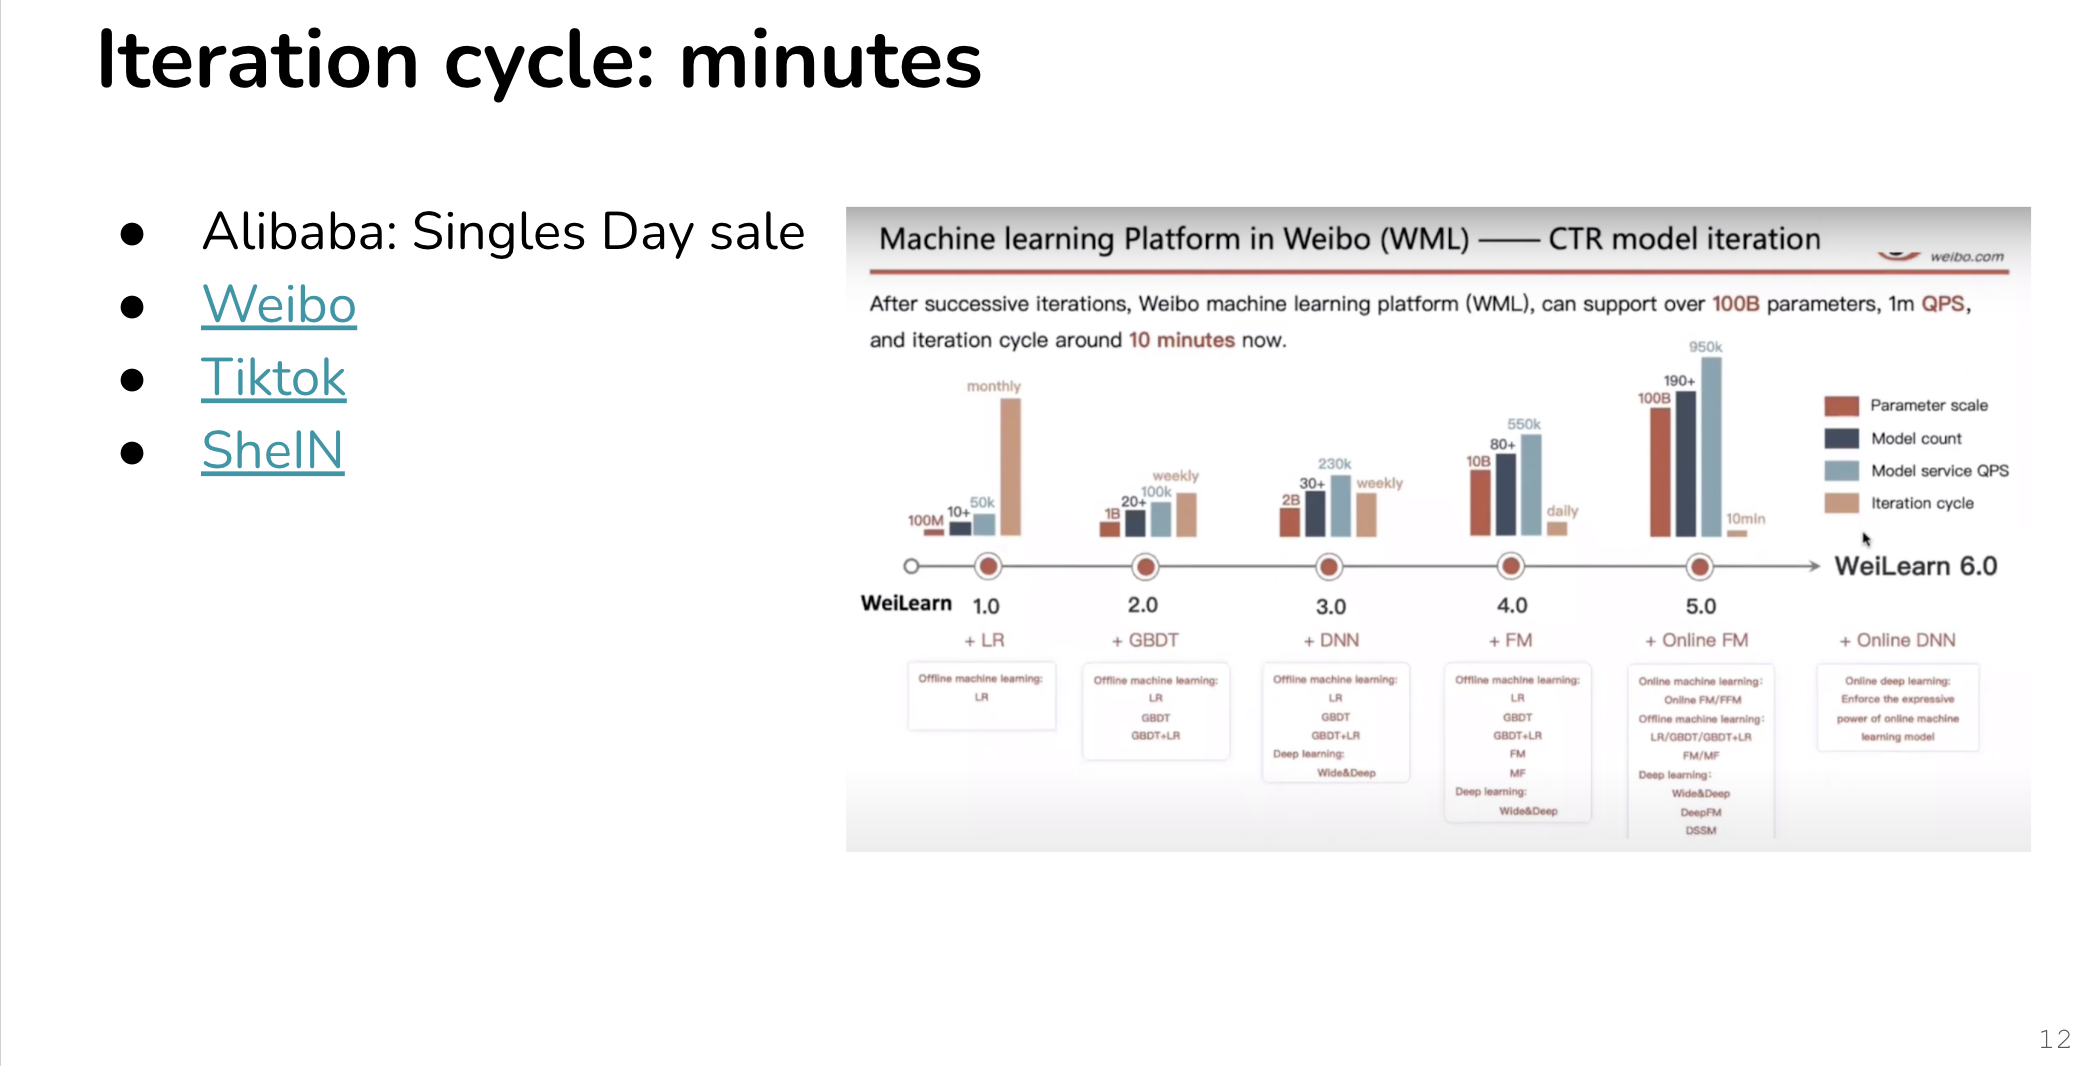 Iteration cycle: minutes
● Alibaba: Singles Day sale
● Weibo
● Tiktok
● SheIN
Machine learning Platform in Weibo (WML) —— CTR model iteration
weibo.com
After successive iterations, Weibo machine learning platform (WML), can support over 100B parameters, 1m QPS,
and iteration cycle around 10 minutes now.
100M 10+ 50k monthly
1B 20+ 100k weekly
2B 30+ 230k weekly
10B 80+ 550k daily
100B 190+ 950k 10min
Parameter scale
Model count
Model service QPS
Iteration cycle
WeiLearn 1.0 2.0 3.0 4.0 5.0 WeiLearn 6.0
+ LR + GBDT + DNN + FM + Online FM + Online DNN
Offline machine learning:
LR
Offline machine learning:
LR
GBDT
GBDT+LR
Offline machine learning:
LR
GBDT
GBDT+LR
Deep learning:
Wide&Deep
Offline machine learning:
LR
GBDT
GBDT+LR
FM
MF
Deep learning:
Wide&Deep
Online machine learning:
Online FM/FFM
Offline machine learning:
LR/GBDT/GBDT+LR
FM/MF
Deep learning:
Wide&Deep
DeepFM
DSSM
Online deep learning:
Enforce the expressive
power of online machine
learning model
12